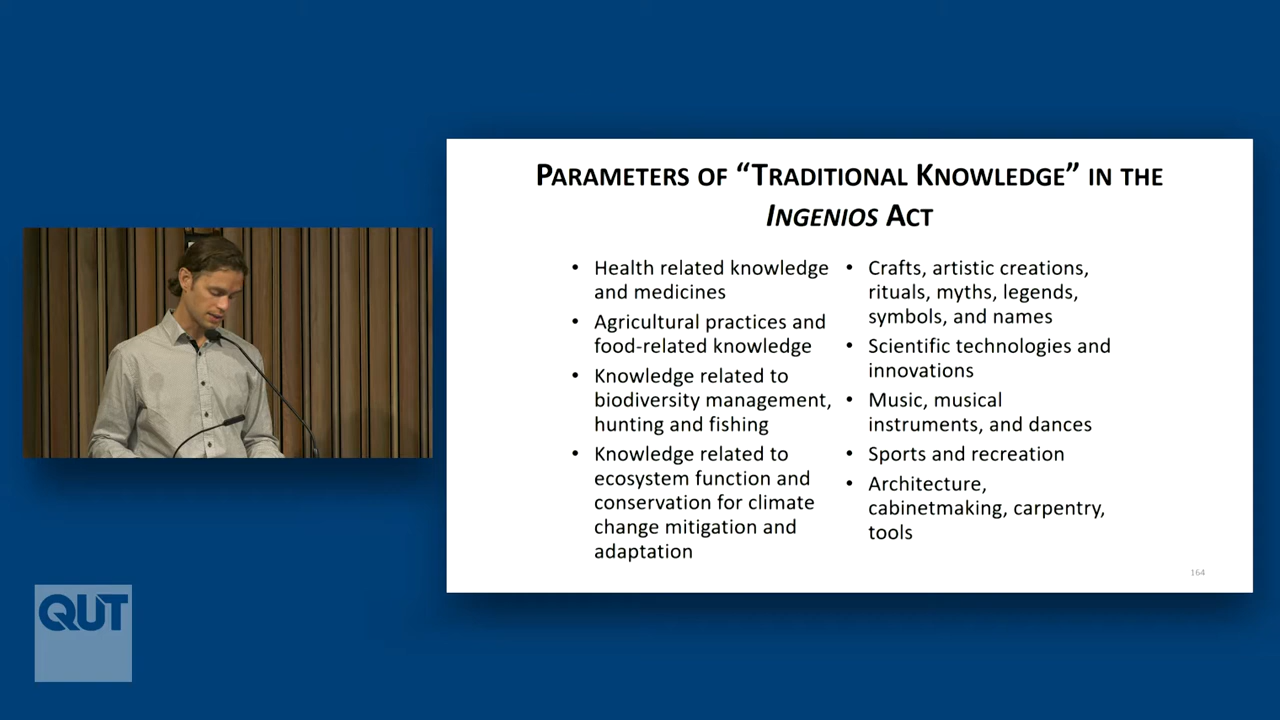 PARAMETERS OF “TRADITIONAL KNOWLEDGE” IN THE
INGENIOS ACT
• Health related knowledge
and medicines
• Agricultural practices and
food-related knowledge
• Knowledge related to
biodiversity management,
hunting and fishing
• Knowledge related to
ecosystem function and
conservation for climate
change mitigation and
adaptation
• Crafts, artistic creations,
rituals, myths, legends,
symbols, and names
• Scientific technologies and
innovations
• Music, musical
instruments, and dances
• Sports and recreation
• Architecture,
cabinetmaking, carpentry,
tools
164
QUT